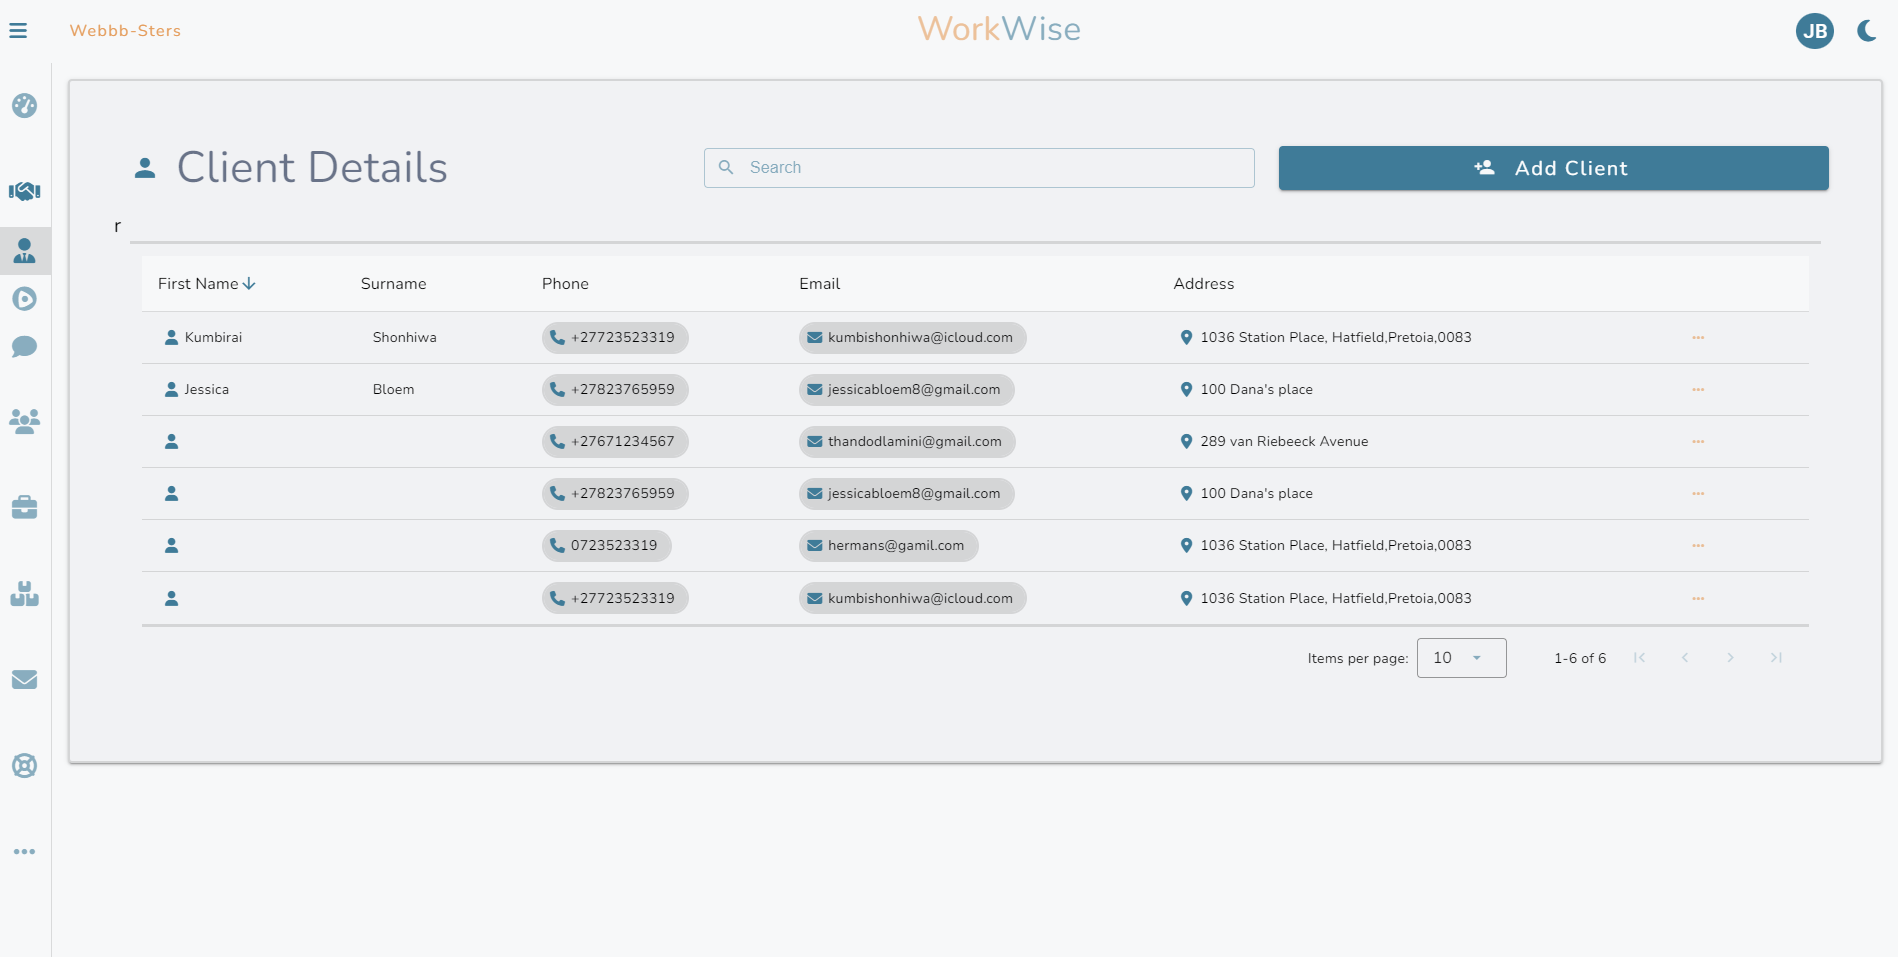 Webbb-Sters
WorkWise
JB
Client Details
Search
Add Client
r
First Name Surname Phone Email Address
Kumbirai Shonhiwa +27723523319 kumbishonhiwa@icloud.com 1036 Station Place, Hatfield,Pretoia,0083
Jessica Bloem +27823765959 jessicabloem8@gmail.com 100 Dana's place
+27671234567 thandodlamini@gmail.com 289 van Riebeeck Avenue
+27823765959 jessicabloem8@gmail.com 100 Dana's place
0723523319 hermans@gamil.com 1036 Station Place, Hatfield,Pretoia,0083
+27723523319 kumbishonhiwa@icloud.com 1036 Station Place, Hatfield,Pretoia,0083
Items per page: 10 1-6 of 6